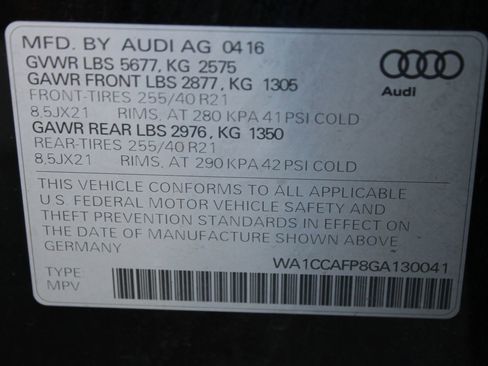 MFD. BY AUDI AG 04 16
GVWR LBS 5677, KG 2575
GAWR FRONT LBS 2877, KG 1305
FRONT-TIRES 255/40 R21
8,5JX21 RIMS, AT 280 KPA 41 PSI COLD
GAWR REAR LBS 2976, KG 1350
REAR-TIRES 255/40 R21
8,5JX21 RIMS, AT 290 KPA 42 PSI COLD
Audi
THIS VEHICLE CONFORMS TO ALL APPLICABLE
U.S. FEDERAL MOTOR VEHICLE SAFETY AND
THEFT PREVENTION STANDARDS IN EFFECT ON
THE DATE OF MANUFACTURE SHOWN ABOVE.
GERMANY
WA1CCAFP8GA130041
TYPE
MPV